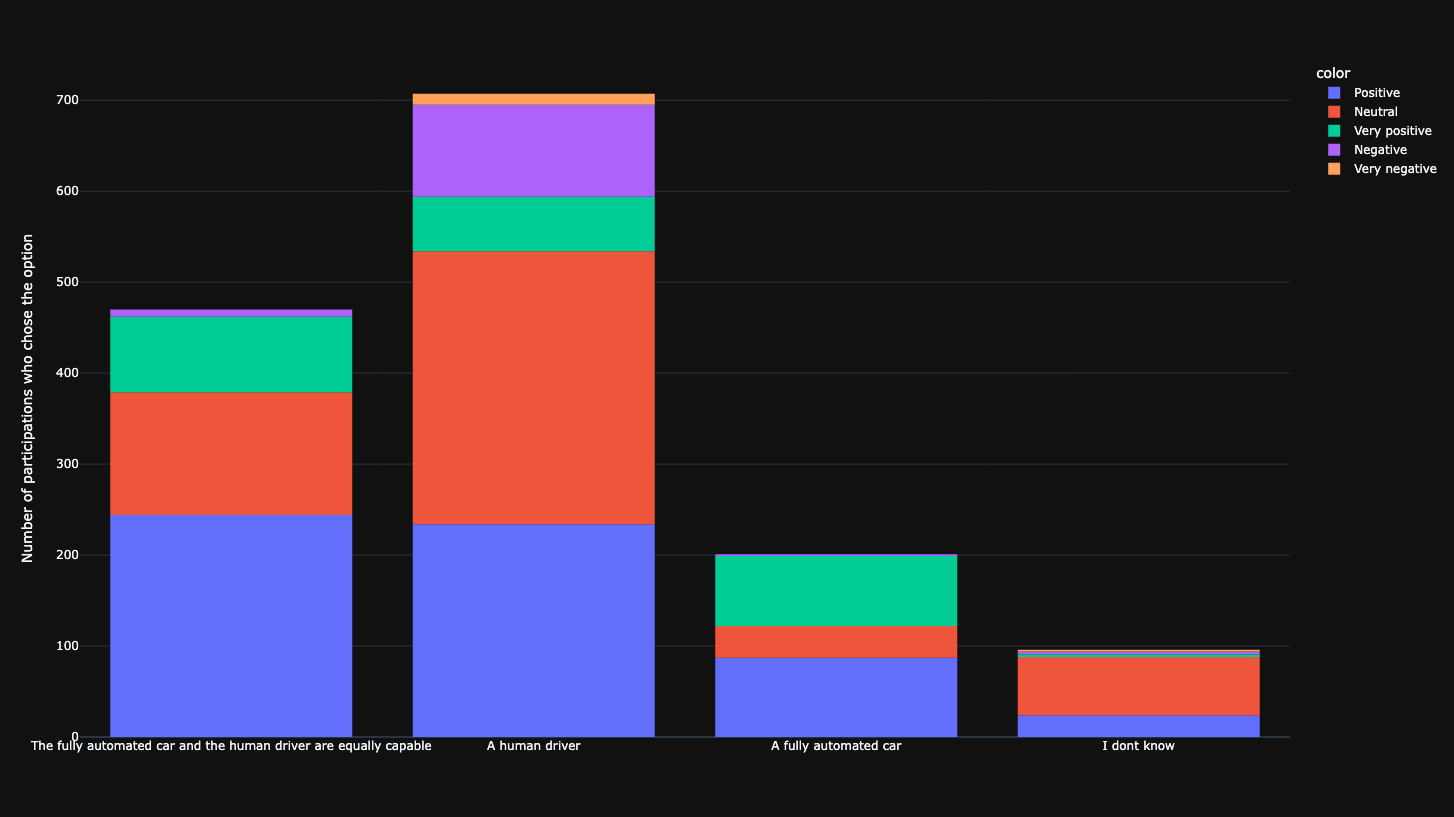 color
Positive
Neutral
Very positive
Negative
Very negative
Number of participations who chose the option
700
600
500
400
300
200
100
0
The fully automated car and the human driver are equally capable
A human driver
A fully automated car
I dont know